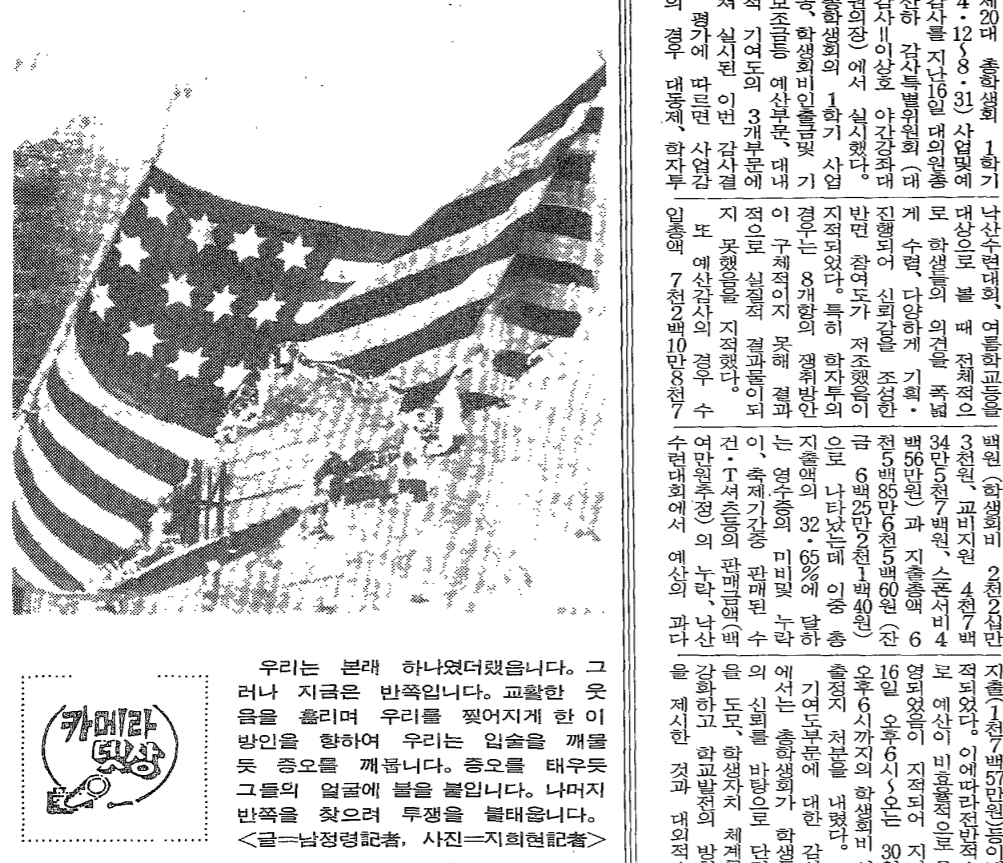 제20대 총학생회 1학기
4·12~8·31) 사업및예
감사를 지난16일 대의원총
산하 감사특별위원회 (대
감사=이상호 야간강좌대
권의장) 에서 실시했다.
총학생회의 1학기 사업
동, 학생회비인출금및 기
보조금등 예산부문, 대내
적 기여도의 3개부문에
쳐 실시된 이번 감사결
평가에 따르면 사업감
의 경우 대동제, 학자투
낙산수련대회, 여름학교등을
대상으로 볼 때 전체적으
로 학생들의 의견을 폭넓
게 수렴, 다양하게 기획·
진행되어 신뢰감을 조성한
반면 참여도가 저조했음이
지적되었다. 특히 학자투의
경우는 8개항의 쟁취방안
이 구체적이지 못해 결과
적으로 실질적 결과물이되
지 못했음을 지적했다.
또 예산감사의 경우 수
입총액 7천2백10만8천7
백원 (학생회비 2천2십만
3천원, 교비지원 4천7백
34만5천7백원, 스폰서비4
백56만원) 과 지출총액 6
천5백85만6천5백60원 (잔
금 6백25만2천1백40원)
으로 나타났는데 이중 총
지출액의 32·65%에 달하
는 영수증의 미비및 누락
이, 축제기간중 판매된 수
건·T셔츠등의 판매금액(백
여만원추정) 의 누락, 낙산
수련대회에서 예산의 과다
지출(1천7백57만원)등이
적되었다. 이에따라전반적
로 예산이 비효율적으로
영되었음이 지적되어 지
16일 오후6시~오는 30
오후6시까지의 학생회비
출정지 처분을 내렸다.
기여도부문에 대한 감
에서는 총학생회가 학생
의 신뢰를 바탕으로 단
을 도모, 학생자치 체계
강화하고 학교발전의 방
을 제시한 것과 대외적
카메라
넷상
우리는 본래 하나였더랬읍니다. 그
러나 지금은 반쪽입니다. 교활한 웃
음을 흘리며 우리를 찢어지게 한 이
방인을 향하여 우리는 입술을 깨물
듯 증오를 깨뭅니다. 증오를 태우듯
그들의 얼굴에 불을 붙입니다. 나머지
반쪽을 찾으려 투쟁을 불태웁니다.
<글=남정령記者, 사진=지희현記者>